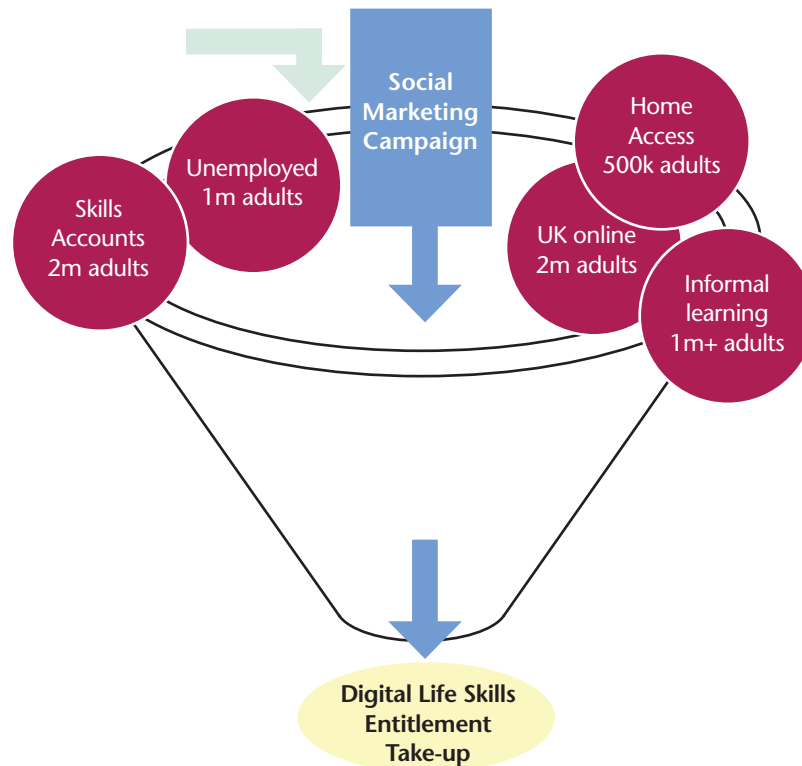 Social
Marketing
Campaign
Home
Access
500k adults
Unemployed
1m adults
Skills
Accounts
2m adults
UK online
2m adults
Informal
learning
1m+ adults
Digital Life Skills
Entitlement
Take-up